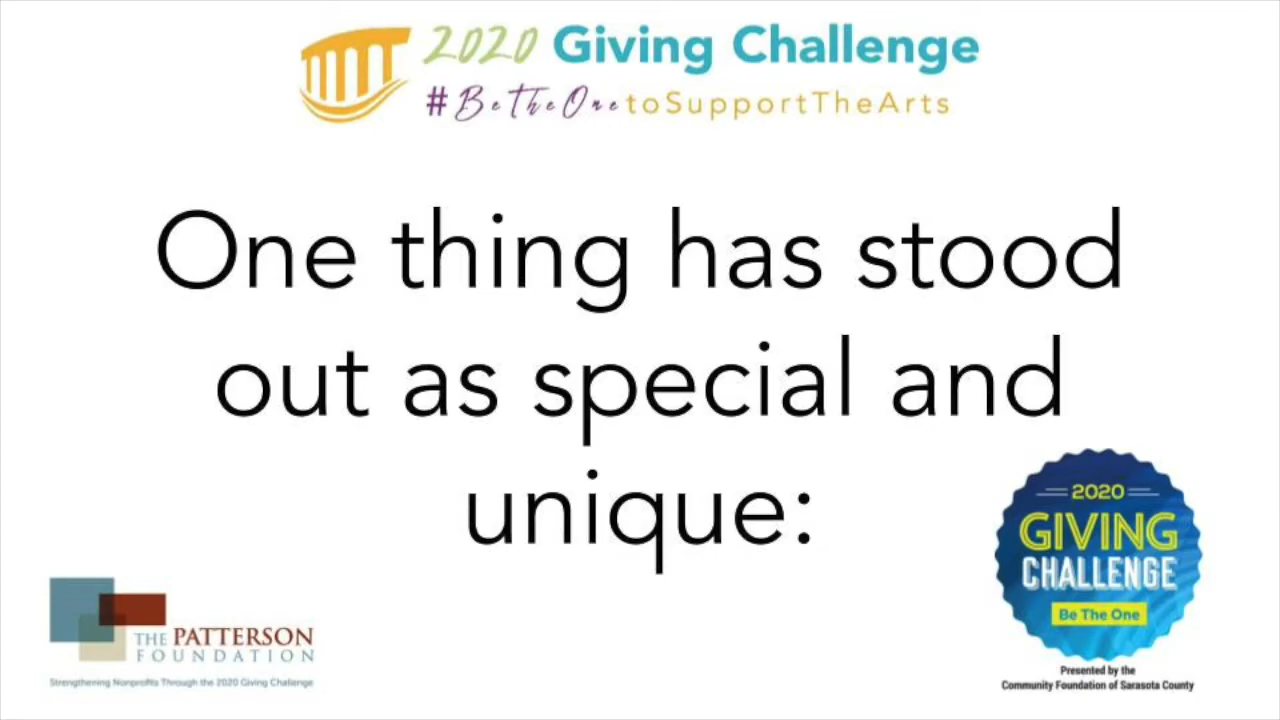 2020 Giving Challenge
#BeTheOnetoSupportTheArts
One thing has stood
out as special and
unique:
2020
GIVING
CHALLENGE
Be The One
Presented by the
Community Foundation of Sarasota County
THE PATTERSON
FOUNDATION
Strengthening Nonprofits Through the 2020 Giving Challenge